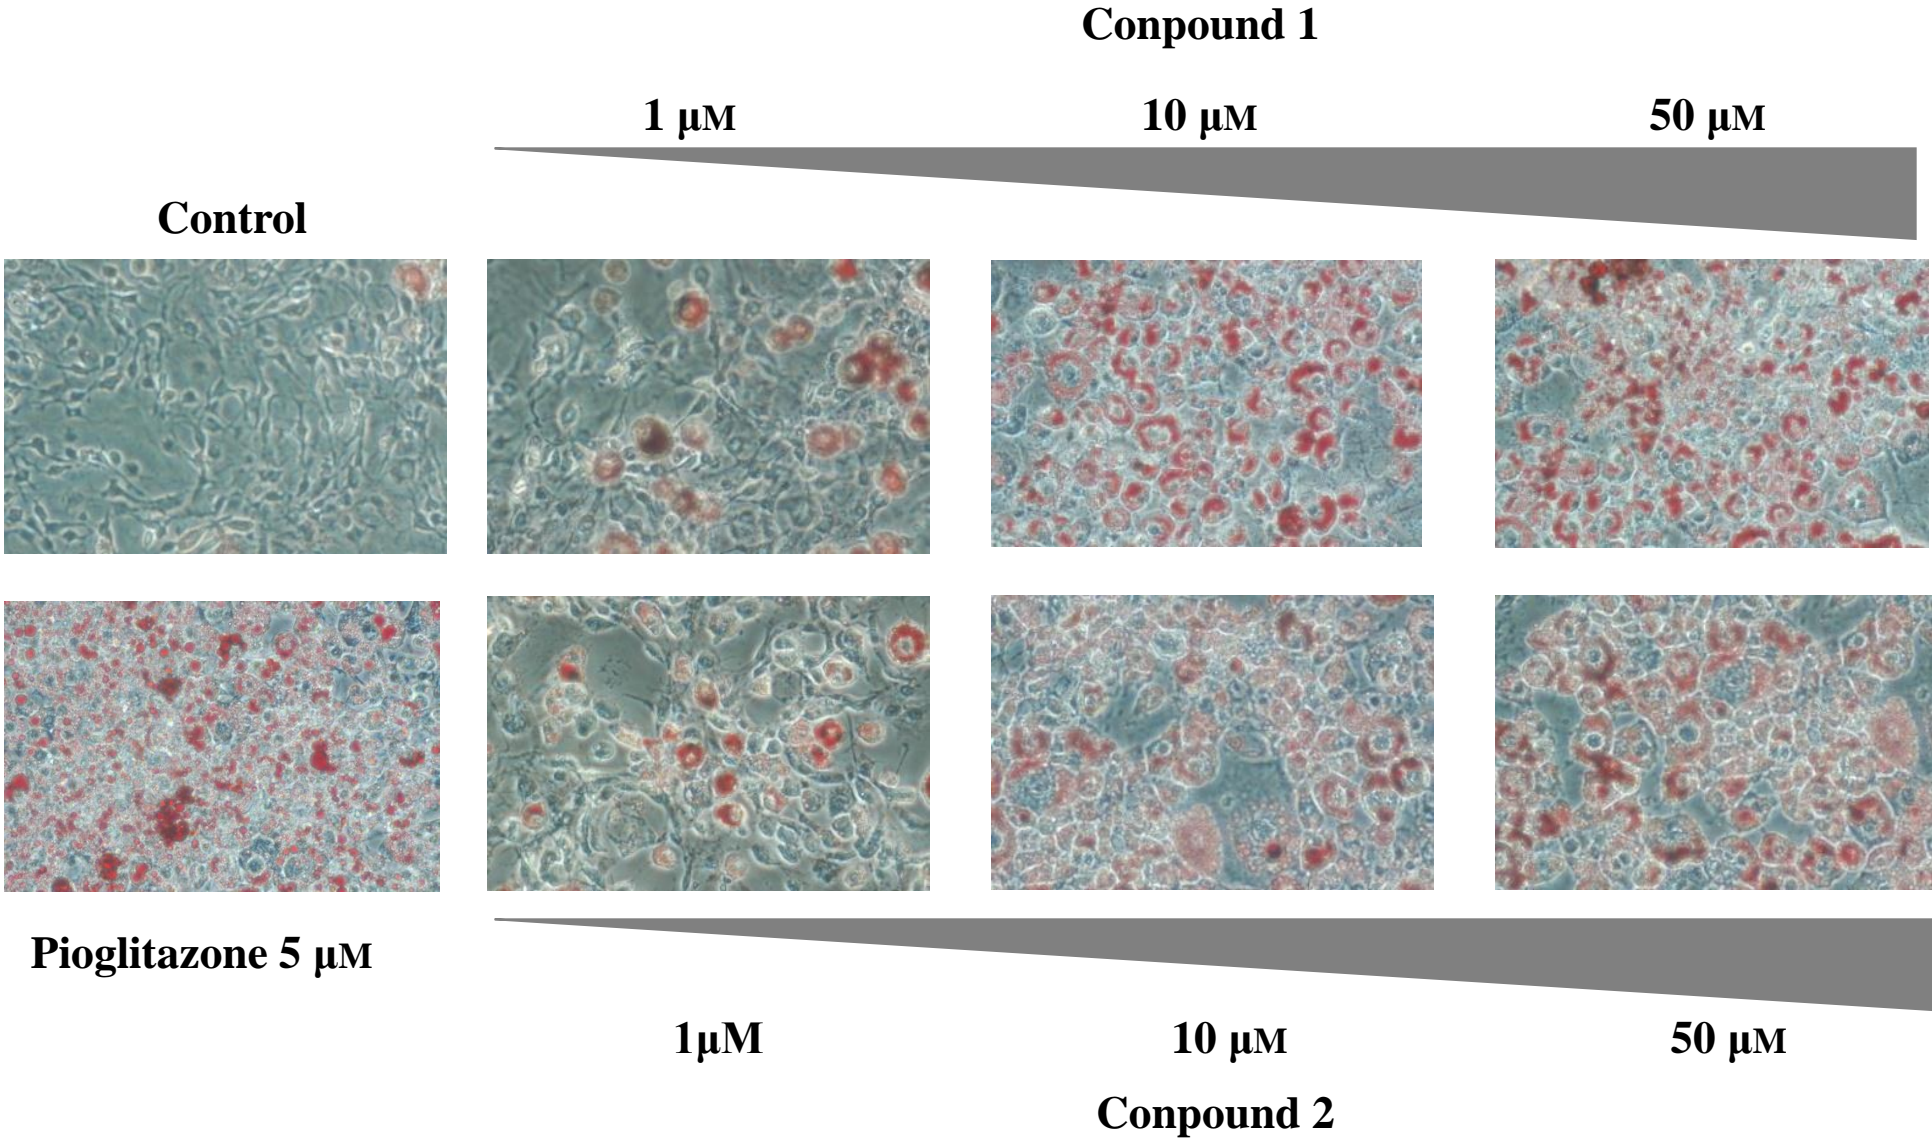 Conpound 1
1 μM
10 μM
50 μM
Control
Pioglitazone 5 μM
1μM
10 μM
50 μM
Conpound 2